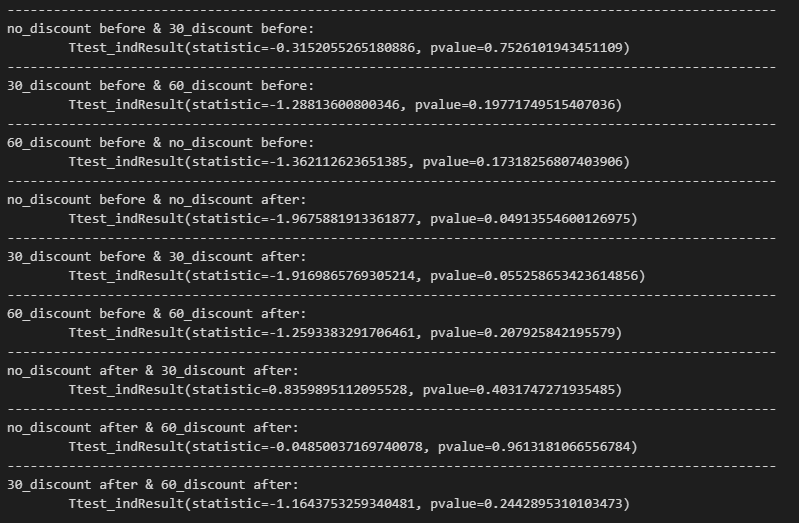 --------------------------------------------------------------------------------------------
no_discount before & 30_discount before:
        Ttest_indResult(statistic=-0.3152055265180886, pvalue=0.7526101943451109)
--------------------------------------------------------------------------------------------
30_discount before & 60_discount before:
        Ttest_indResult(statistic=-1.28813600800346, pvalue=0.19771749515407036)
--------------------------------------------------------------------------------------------
60_discount before & no_discount before:
        Ttest_indResult(statistic=-1.362112623651385, pvalue=0.17318256807403906)
--------------------------------------------------------------------------------------------
no_discount before & no_discount after:
        Ttest_indResult(statistic=-1.9675881913361877, pvalue=0.04913554600126975)
--------------------------------------------------------------------------------------------
30_discount before & 30_discount after:
        Ttest_indResult(statistic=-1.9169865769305214, pvalue=0.055258653423614856)
--------------------------------------------------------------------------------------------
60_discount before & 60_discount after:
        Ttest_indResult(statistic=-1.2593383291706461, pvalue=0.207925842195579)
--------------------------------------------------------------------------------------------
no_discount after & 30_discount after:
        Ttest_indResult(statistic=0.8359895112095528, pvalue=0.4031747271935485)
--------------------------------------------------------------------------------------------
no_discount after & 60_discount after:
        Ttest_indResult(statistic=-0.04850037169740078, pvalue=0.9613181066556784)
--------------------------------------------------------------------------------------------
30_discount after & 60_discount after:
        Ttest_indResult(statistic=-1.1643753259340481, pvalue=0.2442895310103473)